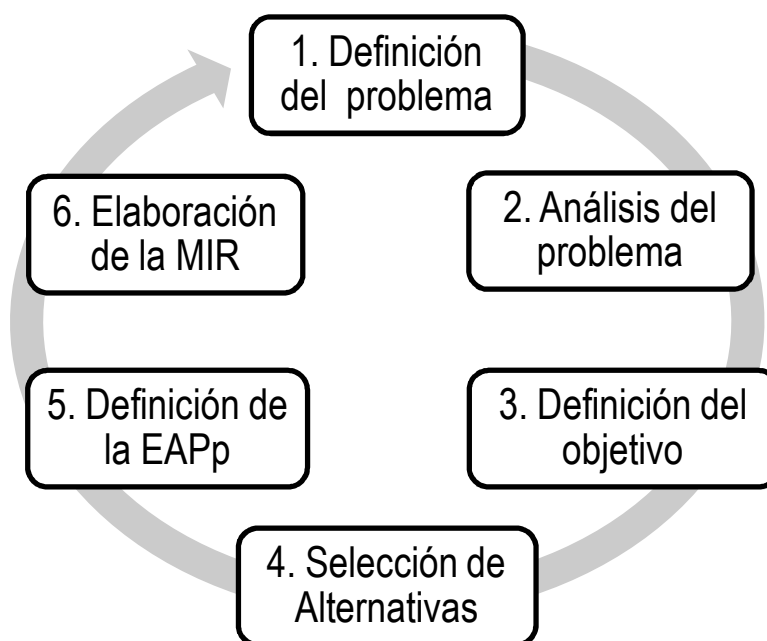 1. Definición
del problema
2. Análisis del
problema
3. Definición del
objetivo
4. Selección de
Alternativas
5. Definición de
la EAPp
6. Elaboración
de la MIR